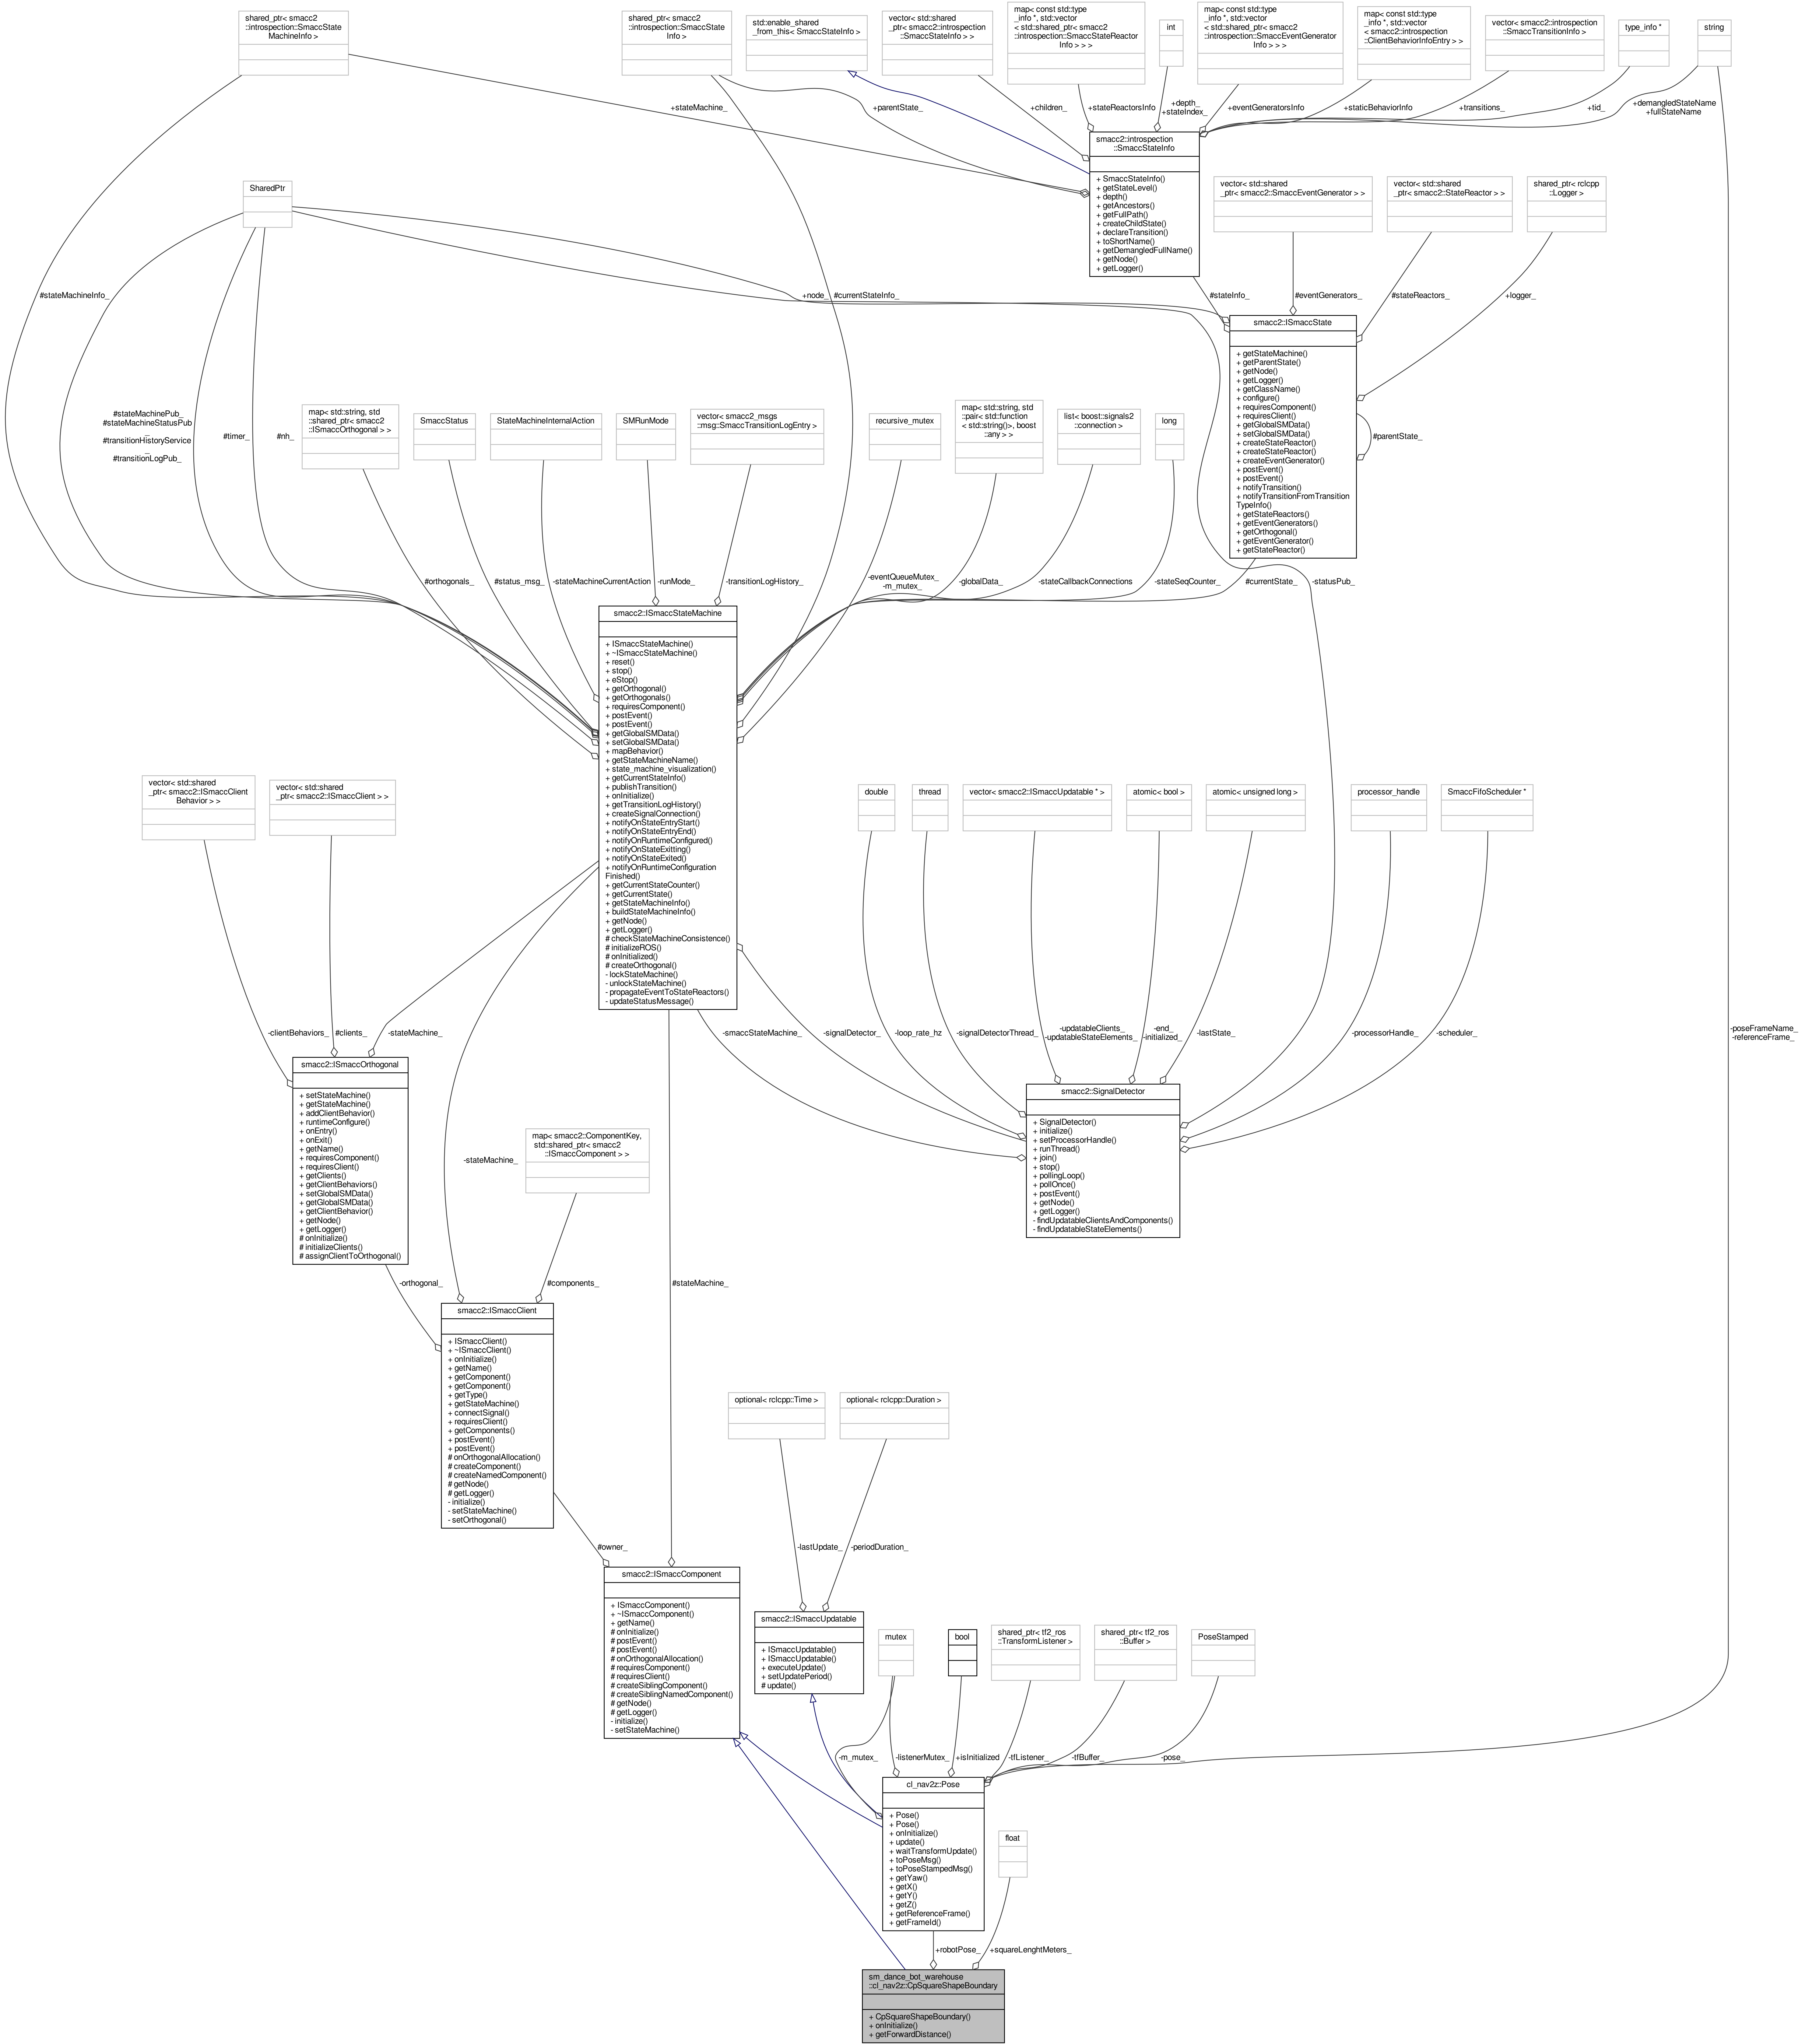 shared_ptr< smacc2
::introspection::SmaccState
MachineInfo >
shared_ptr< smacc2
::introspection::SmaccState
Info >
std::enable_shared
_from_this< SmaccStateInfo >
vector< std::shared
_ptr< smacc2::introspection
::SmaccStateInfo > >
map< const std::type
_info *, std::vector
< std::shared_ptr< smacc2
::introspection::SmaccStateReactor
Info > > >
int
map< const std::type
_info *, std::vector
< std::shared_ptr< smacc2
::introspection::SmaccEventGenerator
Info > > >
map< const std::type
_info *, std::vector
< smacc2::introspection
::ClientBehaviorInfoEntry > >
vector< smacc2::introspection
::SmaccTransitionInfo >
type_info *
string
+stateMachine_
+parentState_
+children_
+stateReactorsInfo
+depth_
+stateIndex_
+eventGeneratorsInfo
+staticBehaviorInfo
+transitions_
+tid_
+demangledStateName
+fullStateName
smacc2::introspection
::SmaccStateInfo
+ SmaccStateInfo()
+ getStateLevel()
+ depth()
+ getAncestors()
+ getFullPath()
+ createChildState()
+ declareTransition()
+ toShortName()
+ getDemangledFullName()
+ getNode()
+ getLogger()
SharedPtr
vector< std::shared
_ptr< smacc2::SmaccEventGenerator > >
vector< std::shared
_ptr< smacc2::StateReactor > >
shared_ptr< rclcpp
::Logger >
#stateMachineInfo_
+node_
#currentStateInfo_
#stateInfo_
#eventGenerators_
#stateReactors_
+logger_
smacc2::ISmaccState
+ getStateMachine()
+ getParentState()
+ getNode()
+ getLogger()
+ getClassName()
+ configure()
+ requiresComponent()
+ requiresClient()
+ getGlobalSMData()
+ setGlobalSMData()
+ createStateReactor()
+ createStateReactor()
+ createEventGenerator()
+ postEvent()
+ postEvent()
+ notifyTransition()
+ notifyTransitionFromTransition
TypeInfo()
+ getStateReactors()
+ getEventGenerators()
+ getOrthogonal()
+ getEventGenerator()
+ getStateReactor()
#parentState_
#stateMachinePub_
#stateMachineStatusPub
_
#transitionHistoryService
_
#transitionLogPub_
#timer_
#nh_
map< std::string, std
::shared_ptr< smacc2
::ISmaccOrthogonal > >
SmaccStatus
StateMachineInternalAction
SMRunMode
vector< smacc2_msgs
::msg::SmaccTransitionLogEntry >
recursive_mutex
map< std::string, std
::pair< std::function
< std::string()>, boost
::any > >
list< boost::signals2
::connection >
long
#orthogonals_
#status_msg_
-stateMachineCurrentAction
-runMode_
-transitionLogHistory_
-eventQueueMutex_
-m_mutex_
-globalData_
-stateCallbackConnections
-stateSeqCounter_
#currentState_
-statusPub_
smacc2::ISmaccStateMachine
+ ISmaccStateMachine()
+ ~ISmaccStateMachine()
+ reset()
+ stop()
+ eStop()
+ getOrthogonal()
+ getOrthogonals()
+ requiresComponent()
+ postEvent()
+ postEvent()
+ getGlobalSMData()
+ setGlobalSMData()
+ mapBehavior()
+ getStateMachineName()
+ state_machine_visualization()
+ getCurrentStateInfo()
+ publishTransition()
+ onInitialize()
+ getTransitionLogHistory()
+ createSignalConnection()
+ notifyOnStateEntryStart()
+ notifyOnStateEntryEnd()
+ notifyOnRuntimeConfigured()
+ notifyOnStateExitting()
+ notifyOnStateExited()
+ notifyOnRuntimeConfiguration
Finished()
+ getCurrentStateCounter()
+ getCurrentState()
+ getStateMachineInfo()
+ buildStateMachineInfo()
+ getNode()
+ getLogger()
# checkStateMachineConsistence()
# initializeROS()
# onInitialized()
# createOrthogonal()
- lockStateMachine()
- unlockStateMachine()
- propagateEventToStateReactors()
- updateStatusMessage()
vector< std::shared
_ptr< smacc2::ISmaccClient
Behavior > >
vector< std::shared
_ptr< smacc2::ISmaccClient > >
double
thread
vector< smacc2::ISmaccUpdatable * >
atomic< bool >
atomic< unsigned long >
processor_handle
SmaccFifoScheduler *
-clientBehaviors_
#clients_
-stateMachine_
-smaccStateMachine_
-signalDetector_
-loop_rate_hz
-signalDetectorThread_
-updatableClients_
-updatableStateElements_
-end_
-initialized_
-lastState_
-processorHandle_
-scheduler_
-poseFrameName_
-referenceFrame_
smacc2::ISmaccOrthogonal
+ setStateMachine()
+ getStateMachine()
+ addClientBehavior()
+ runtimeConfigure()
+ onEntry()
+ onExit()
+ getName()
+ requiresComponent()
+ requiresClient()
+ getClients()
+ getClientBehaviors()
+ setGlobalSMData()
+ getGlobalSMData()
+ getClientBehavior()
+ getNode()
+ getLogger()
# onInitialize()
# initializeClients()
# assignClientToOrthogonal()
smacc2::SignalDetector
+ SignalDetector()
+ initialize()
+ setProcessorHandle()
+ runThread()
+ join()
+ stop()
+ pollingLoop()
+ pollOnce()
+ postEvent()
+ getNode()
+ getLogger()
- findUpdatableClientsAndComponents()
- findUpdatableStateElements()
map< smacc2::ComponentKey,
std::shared_ptr< smacc2
::ISmaccComponent > >
-stateMachine_
-orthogonal_
#components_
#stateMachine_
smacc2::ISmaccClient
+ ISmaccClient()
+ ~ISmaccClient()
+ onInitialize()
+ getName()
+ getComponent()
+ getComponent()
+ getType()
+ getStateMachine()
+ connectSignal()
+ requiresClient()
+ getComponents()
+ postEvent()
+ postEvent()
# onOrthogonalAllocation()
# createComponent()
# createNamedComponent()
# getNode()
# getLogger()
- initialize()
- setStateMachine()
- setOrthogonal()
optional< rclcpp::Time >
optional< rclcpp::Duration >
#owner_
-lastUpdate_
-periodDuration_
smacc2::ISmaccComponent
+ ISmaccComponent()
+ ~ISmaccComponent()
+ getName()
# onInitialize()
# postEvent()
# postEvent()
# onOrthogonalAllocation()
# requiresComponent()
# requiresClient()
# createSiblingComponent()
# createSiblingNamedComponent()
# getNode()
# getLogger()
- initialize()
- setStateMachine()
smacc2::ISmaccUpdatable
+ ISmaccUpdatable()
+ ISmaccUpdatable()
+ executeUpdate()
+ setUpdatePeriod()
# update()
mutex
bool
shared_ptr< tf2_ros
::TransformListener >
shared_ptr< tf2_ros
::Buffer >
PoseStamped
-m_mutex_
-listenerMutex_
+isInitialized
-tfListener_
-tfBuffer_
-pose_
cl_nav2z::Pose
+ Pose()
+ Pose()
+ onInitialize()
+ update()
+ waitTransformUpdate()
+ toPoseMsg()
+ toPoseStampedMsg()
+ getYaw()
+ getX()
+ getY()
+ getZ()
+ getReferenceFrame()
+ getFrameId()
float
+robotPose_
+squareLenghtMeters_
sm_dance_bot_warehouse
::cl_nav2z::CpSquareShapeBoundary
+ CpSquareShapeBoundary()
+ onInitialize()
+ getForwardDistance()